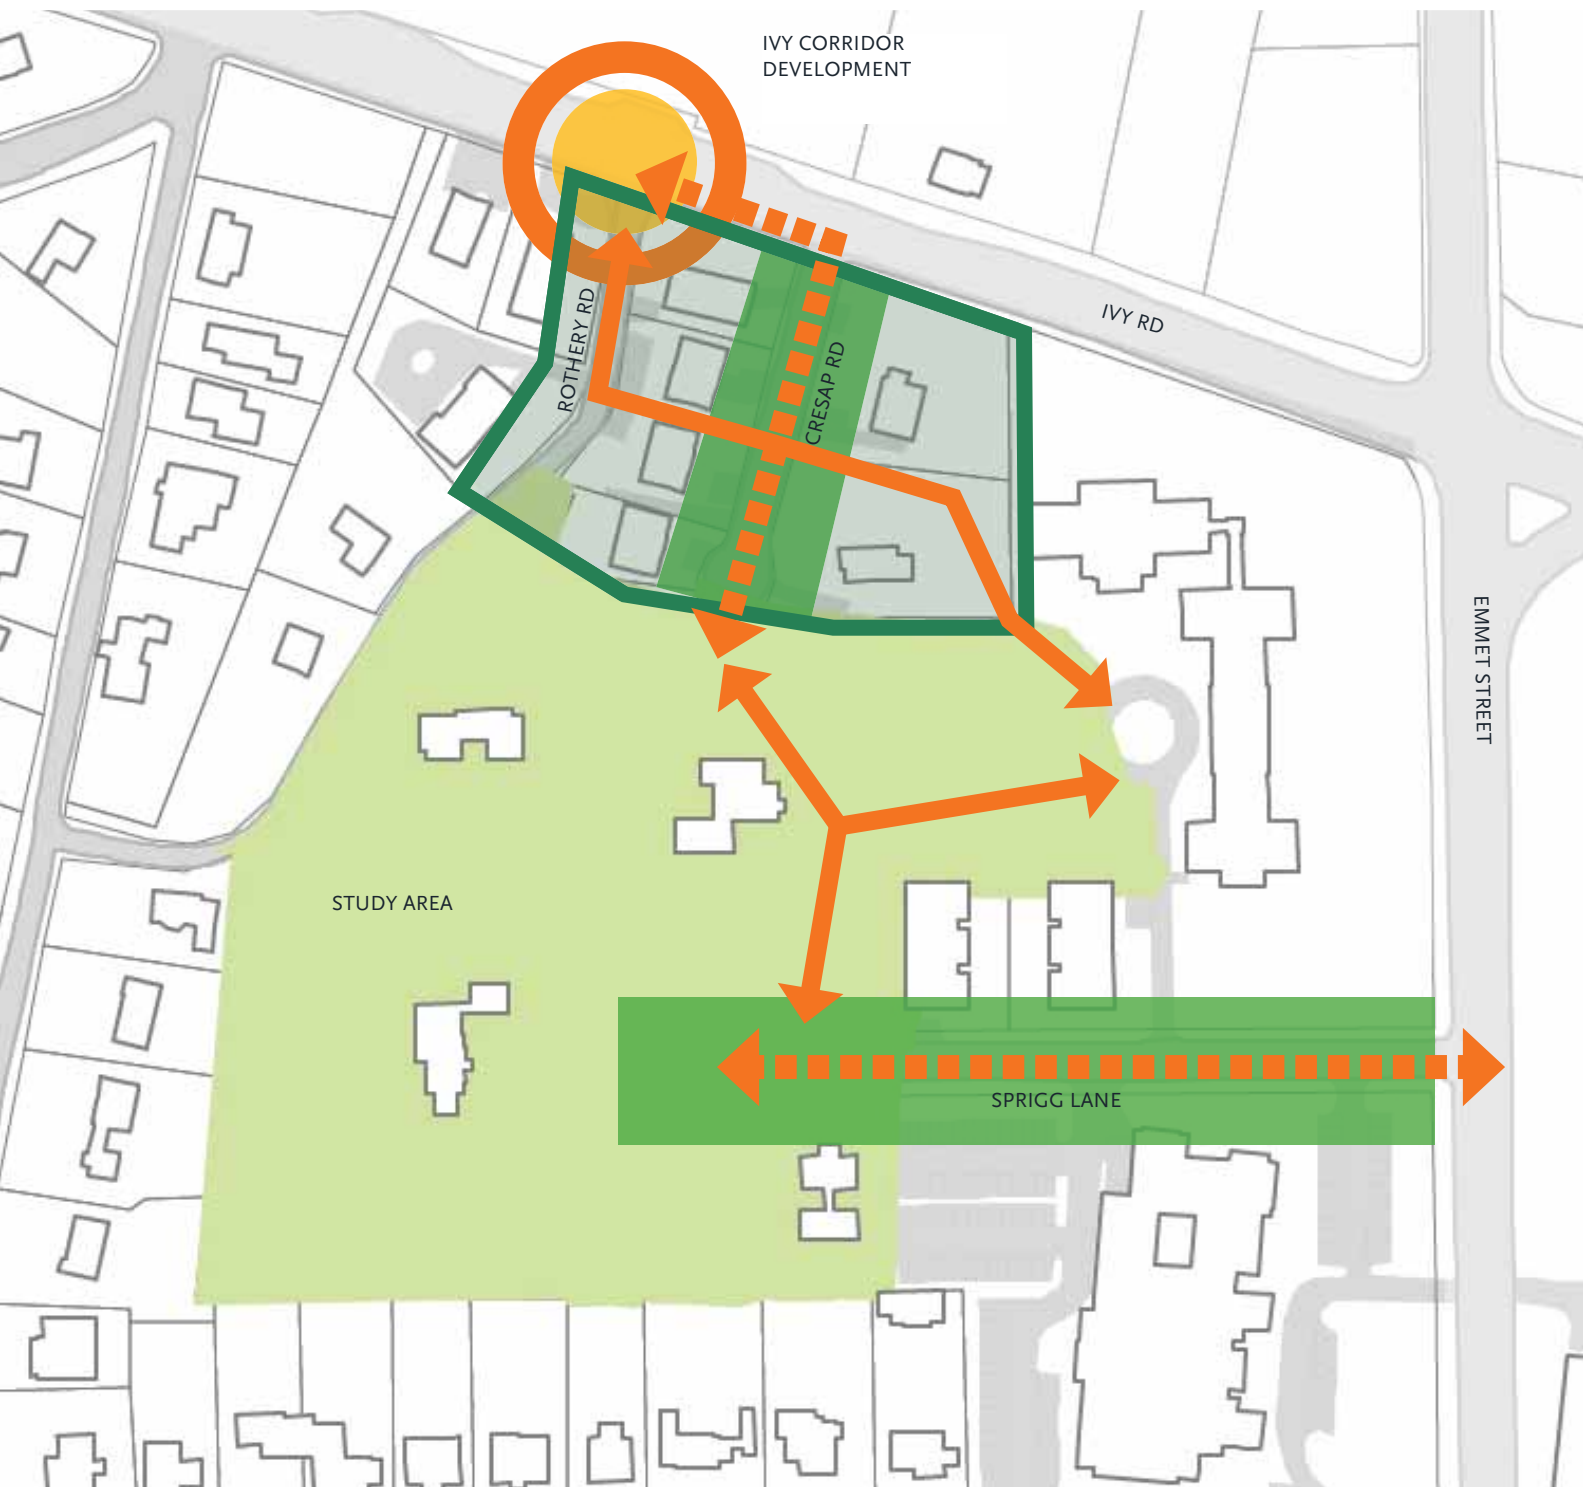 IVY CORRIDOR
DEVELOPMENT
IVY RD
ROTHERY RD
CRESAP RD
EMMET STREET
STUDY AREA
SPRIGG LANE